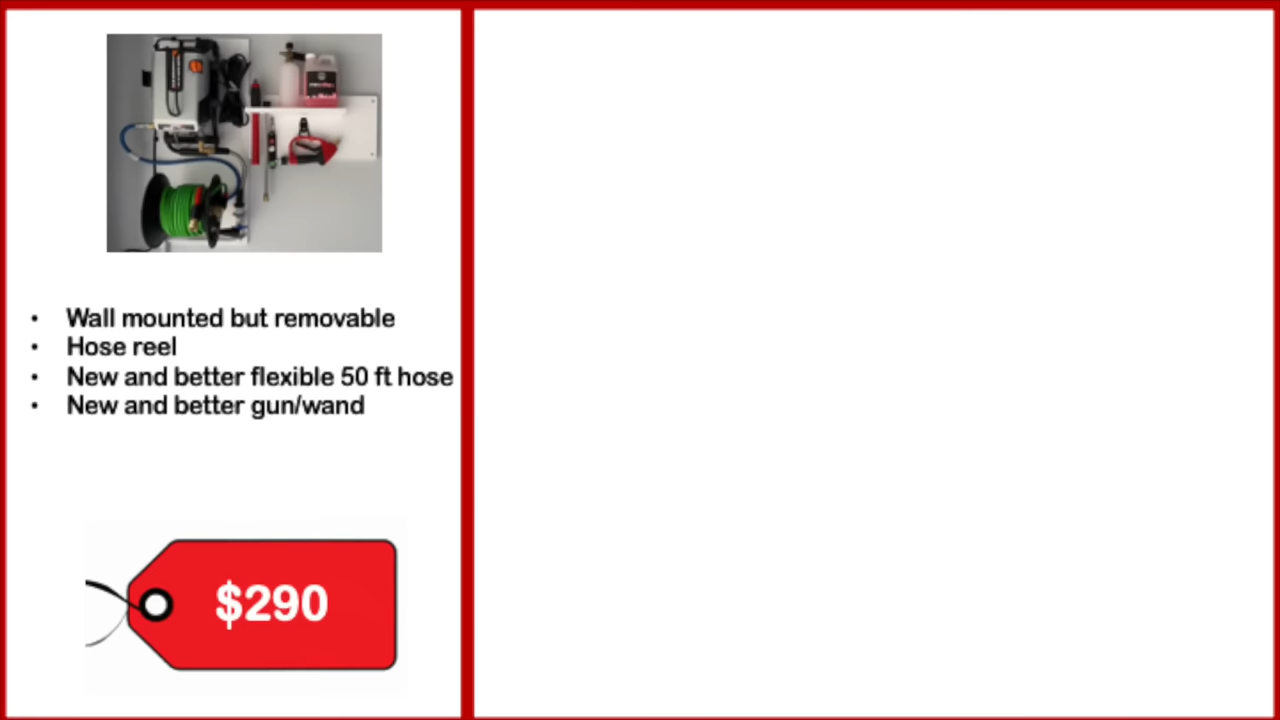 • Wall mounted but removable
• Hose reel
• New and better flexible 50 ft hose
• New and better gun/wand
$290